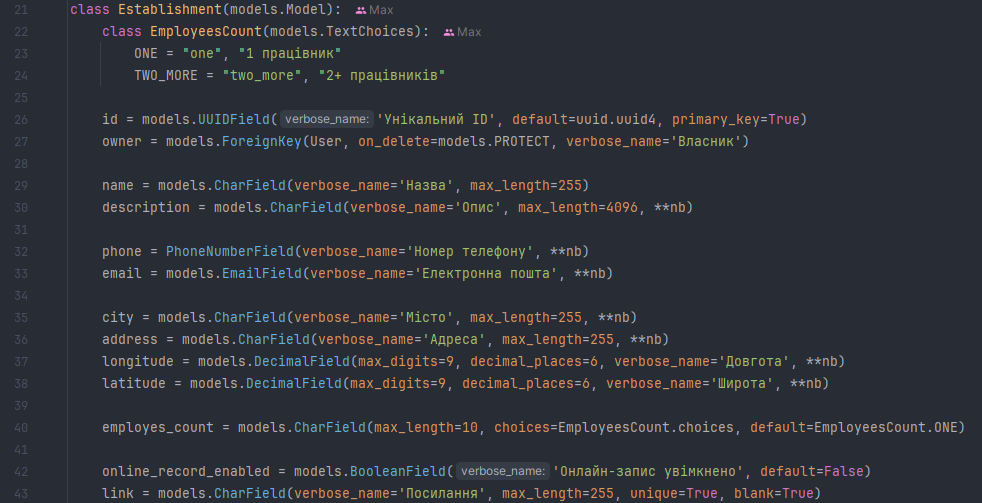 21 class Establishment(models.Model): Max
22 class EmployeesCount(models.TextChoices): Max
23 ONE = "one", "1 працівник"
24 TWO_MORE = "two_more", "2+ працівників"
25
26 id = models.UUIDField( verbose_name: 'Унікальний ID', default=uuid.uuid4, primary_key=True)
27 owner = models.ForeignKey(User, on_delete=models.PROTECT, verbose_name='Власник')
28
29 name = models.CharField(verbose_name='Назва', max_length=255)
30 description = models.CharField(verbose_name='Опис', max_length=4096, **nb)
31
32 phone = PhoneNumberField(verbose_name='Номер телефону', **nb)
33 email = models.EmailField(verbose_name='Електронна пошта', **nb)
34
35 city = models.CharField(verbose_name='Місто', max_length=255, **nb)
36 address = models.CharField(verbose_name='Адреса', max_length=255, **nb)
37 longitude = models.DecimalField(max_digits=9, decimal_places=6, verbose_name='Довгота', **nb)
38 latitude = models.DecimalField(max_digits=9, decimal_places=6, verbose_name='Широта', **nb)
39
40 employes_count = models.CharField(max_length=10, choices=EmployeesCount.choices, default=EmployeesCount.ONE)
41
42 online_record_enabled = models.BooleanField( verbose_name: 'Онлайн-запис увімкнено', default=False)
43 link = models.CharField(verbose_name='Посилання', max_length=255, unique=True, blank=True)